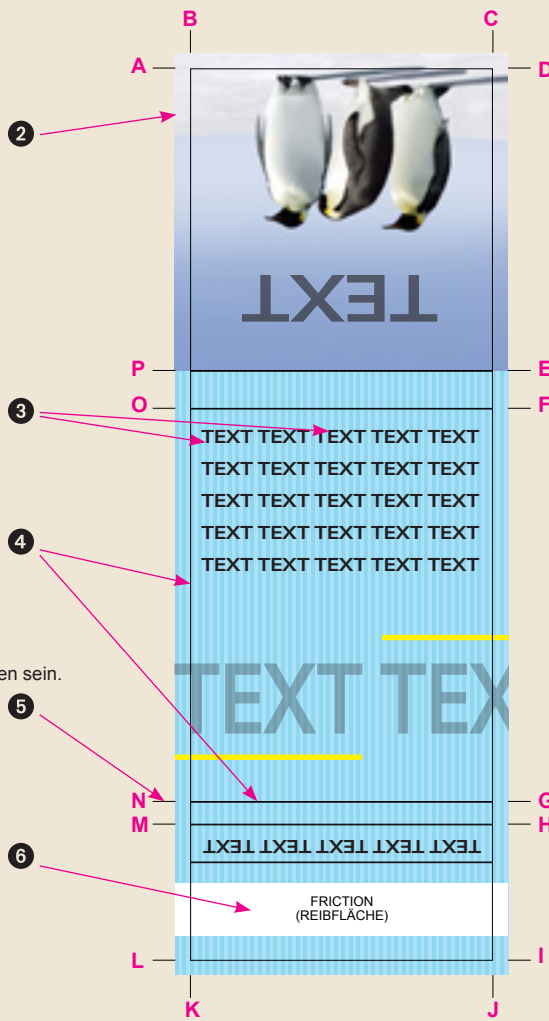 B C
A D
2
TEXT
P E
O F
3
TEXT TEXT TEXT TEXT TEXT
TEXT TEXT TEXT TEXT TEXT
TEXT TEXT TEXT TEXT TEXT
TEXT TEXT TEXT TEXT TEXT
TEXT TEXT TEXT TEXT TEXT
4
en sein.
TEXT TEX
5
N G
M H
TEXT TEXT TEXT TEXT TEXT
6
FRICTION
(REIBFLÄCHE)
L I
K J